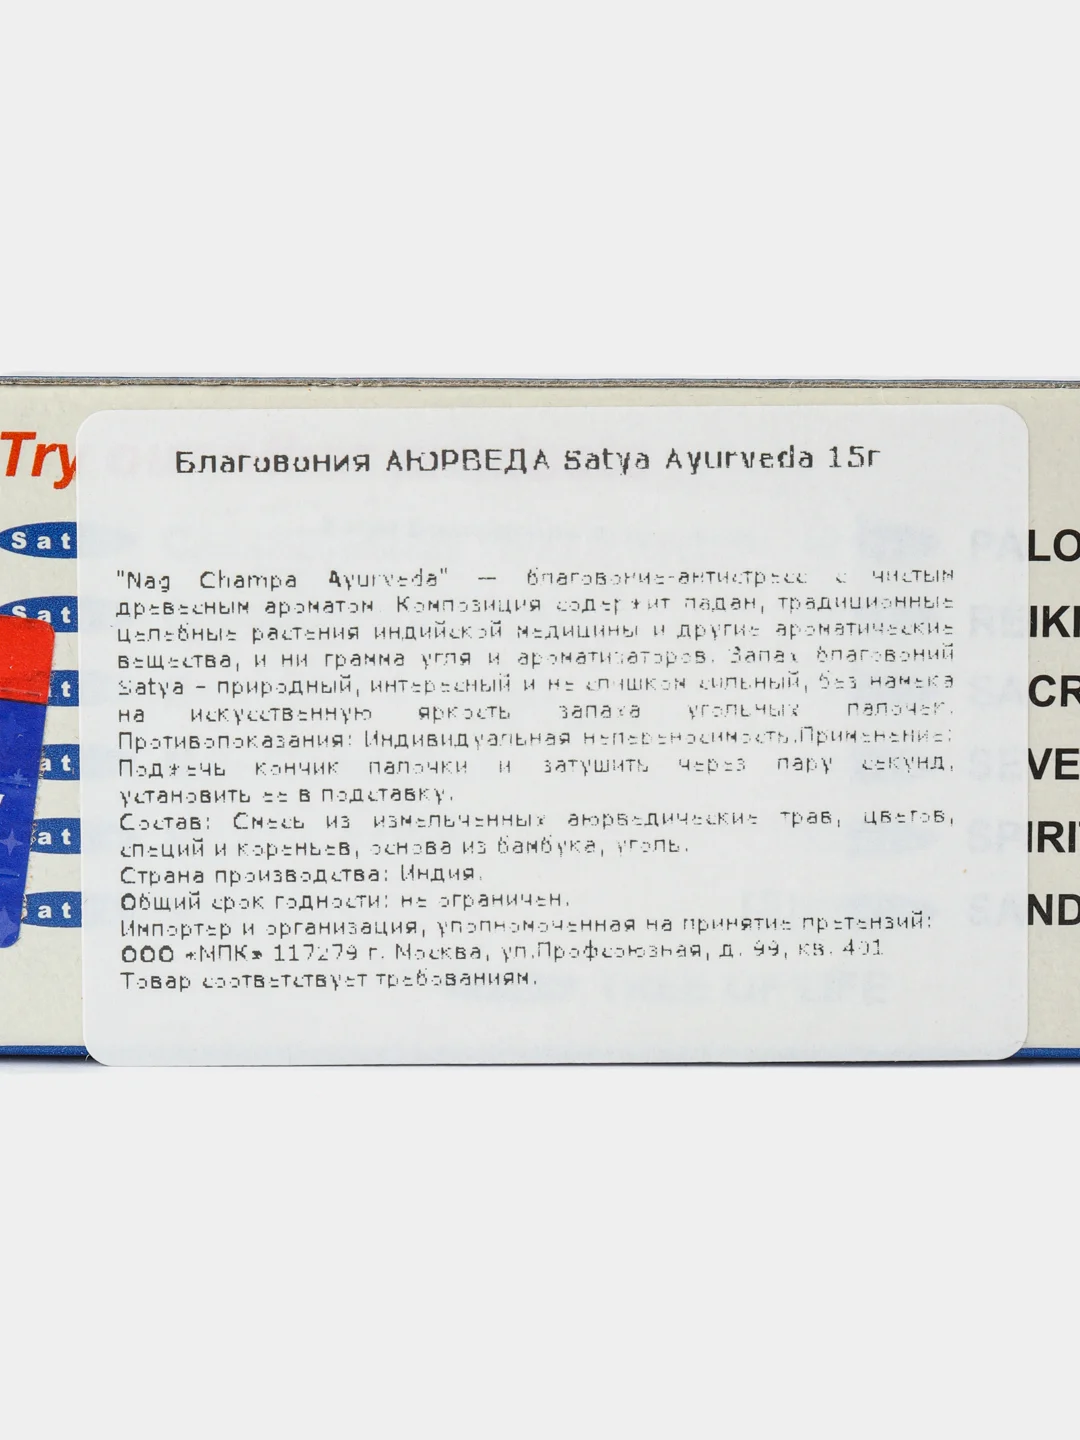 Try
Благовония АЮРВЕДА Satya Ayurveda 15г
Sat
LO
"Nag Champa Ayurveda" — благовоние-антистресс с чистым
древесным ароматом. Композиция содержит ладан, традиционные
Sat
IKI
целебные растения индийской медицины и другие ароматические
вещества, и ни грамма угля и ароматизаторов. Запах благовоний
at
CR
Satya – природный, интересный и не слишком сильный, без намека
на искусственную яркость запаха угольных палочек.
Противопоказания: Индивидуальная непереносимость.Применение:
at
VE
Поджечь кончик палочки и затушить через пару секунд,
установить ее в подставку.
Состав: Смесь из измельченных аюрведические трав, цветов,
at
SPIRIT
специй и кореньев, основа из бамбука, уголь.
Страна производства: Индия.
Общий срок годности: не ограничен.
at
SAND
Импортер и организация, уполномоченная на принятие претензий:
ООО «МПК» 117279 г. Москва, ул.Профсоюзная, д. 99, кв. 401
Товар соответствует требованиям.